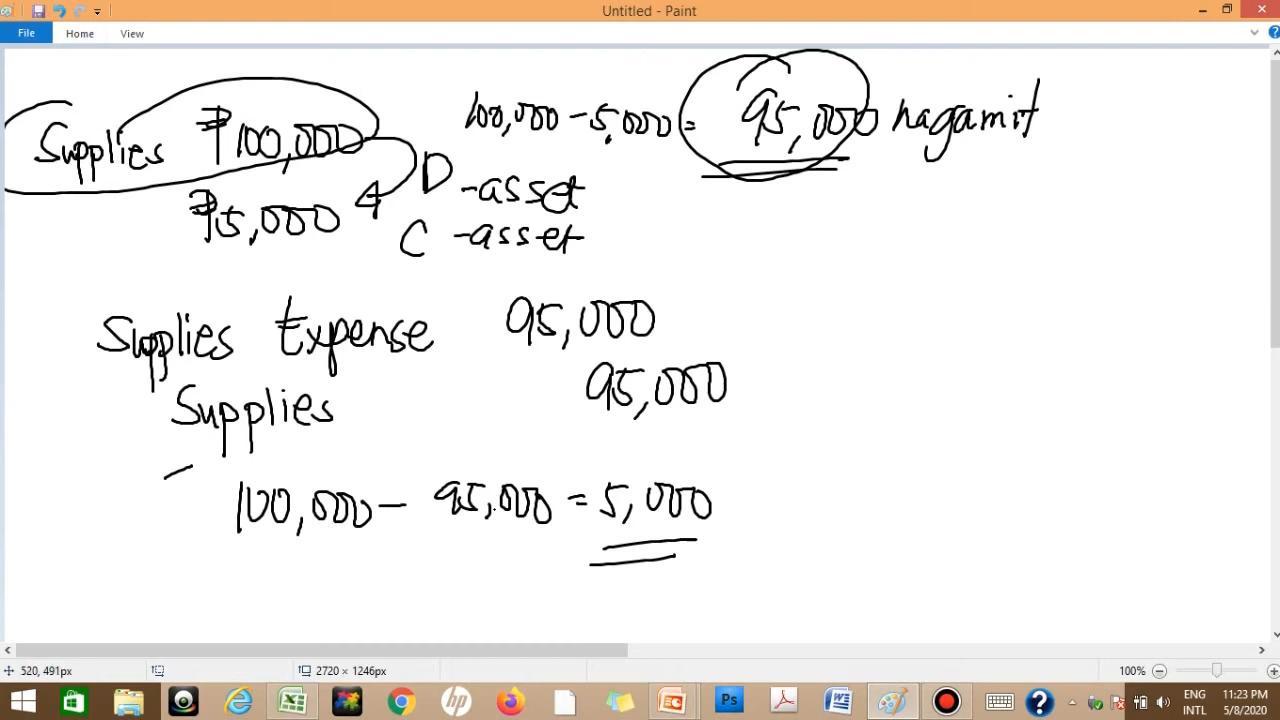 Untitled - Paint
File Home View
Supplies ₱100,000
100,000 - 5,000 = 95,000 nagamit
D -asset
₱5,000
C -asset
Supplies Expense 95,000
Supplies 95,000
100,000 - 95,000 = 5,000
520, 491px
2720 × 1246px
100%
ENG 11:23 PM
INTL 5/8/2020